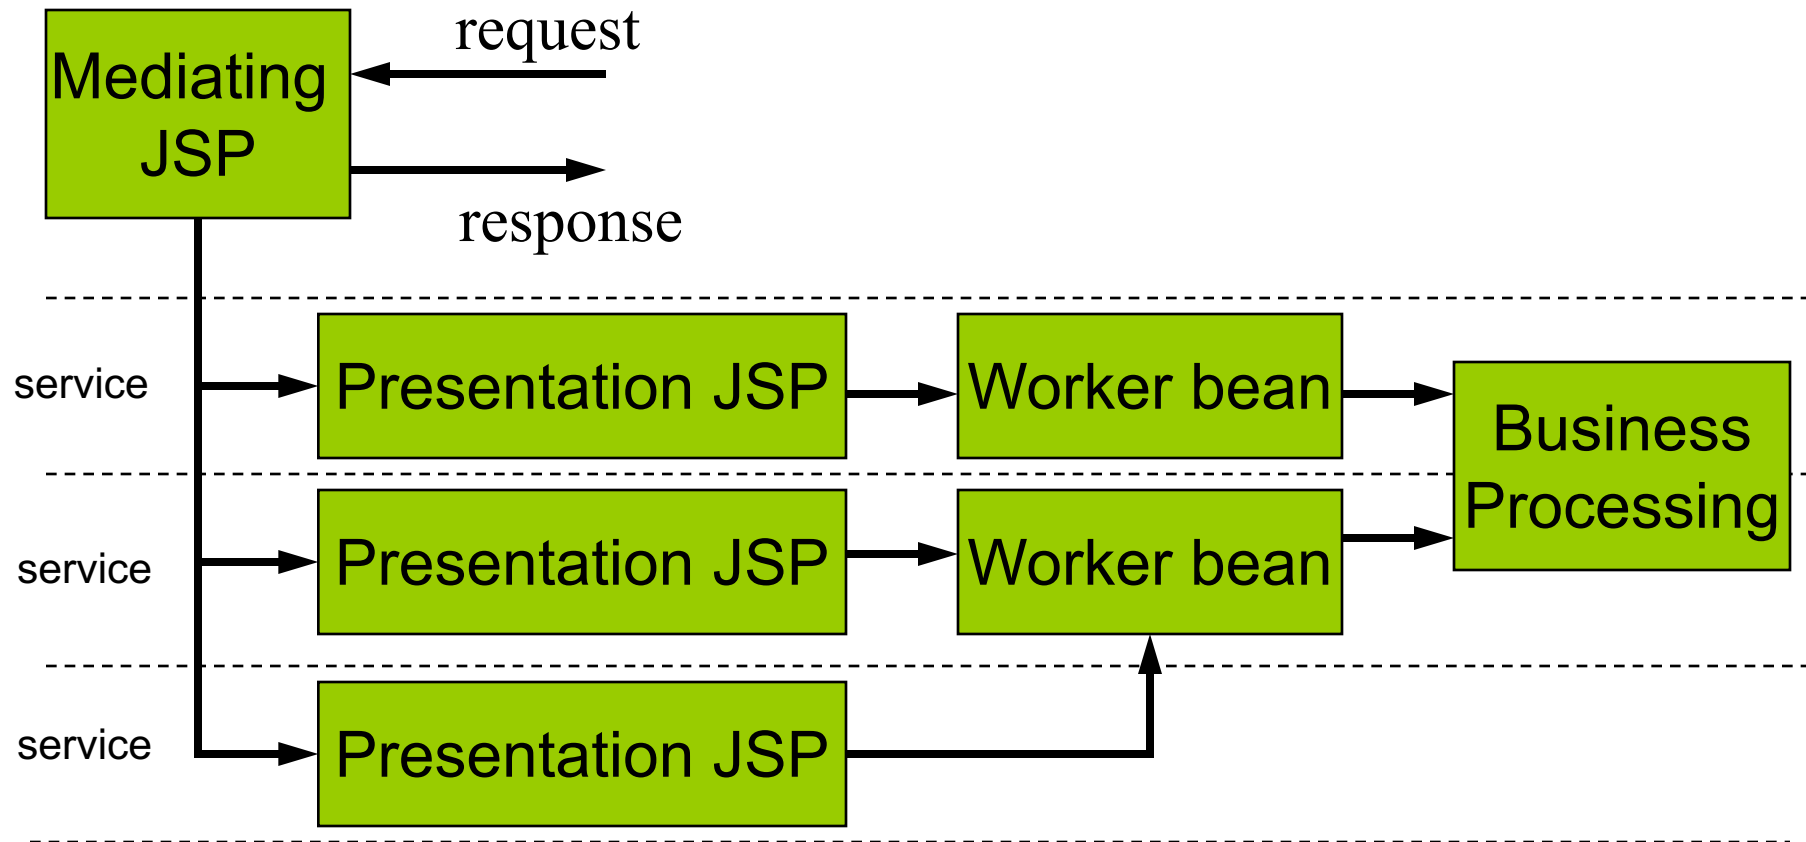 request
Mediating
JSP
response
service
Presentation JSP
Worker bean
Business
Processing
service
Presentation JSP
Worker bean
service
Presentation JSP